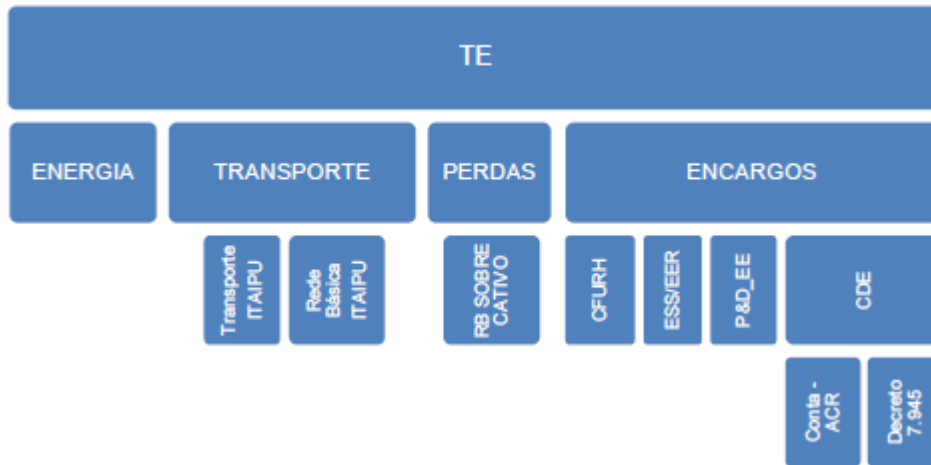 TE
ENERGIA
TRANSPORTE
PERDAS
ENCARGOS
Transporte
ITAIPU
Rede
Básica
ITAIPU
RB SOBRE
CATIVO
CFURH
ESS/EER
P&D_EE
CDE
Conta -
ACR
Decreto
7.945